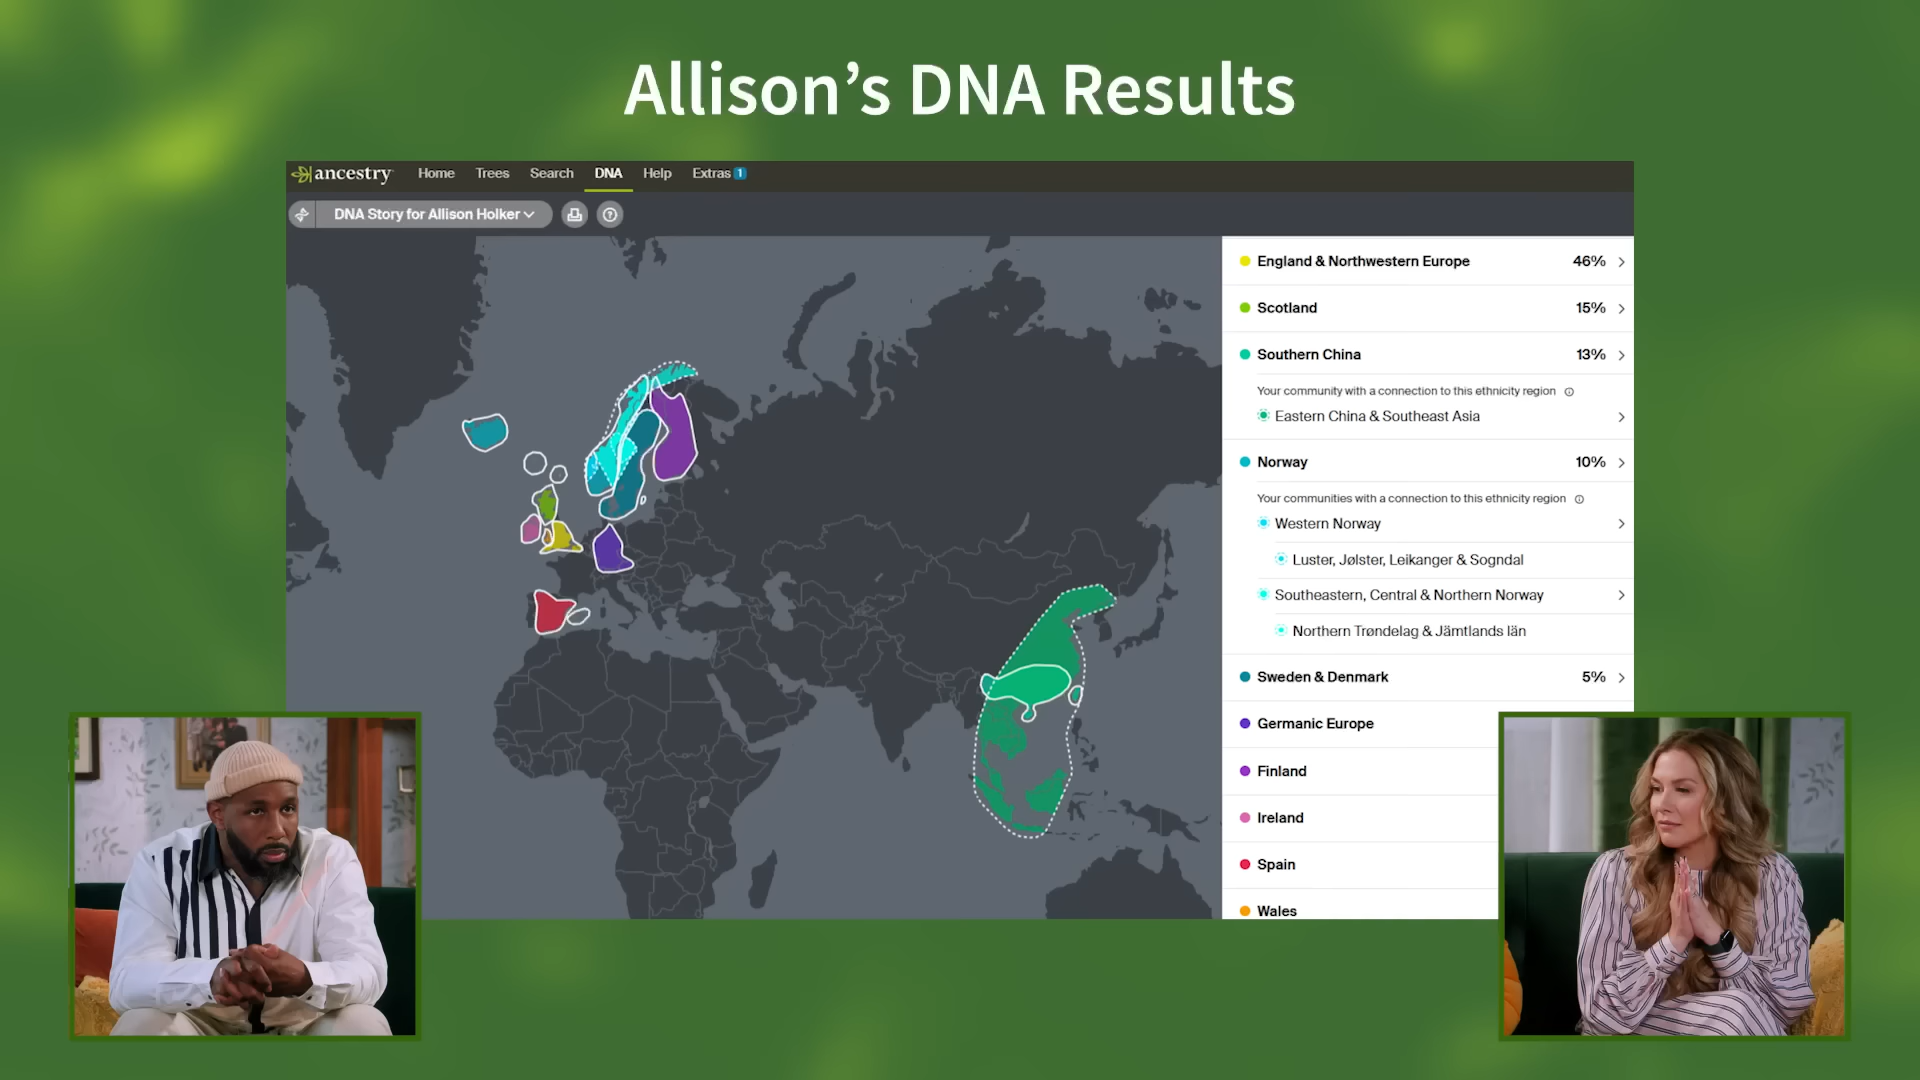 Allison’s DNA Results
ancestry Home Trees Search DNA Help Extras 1
DNA Story for Allison Holker
England & Northwestern Europe 46%
Scotland 15%
Southern China 13%
Your community with a connection to this ethnicity region
Eastern China & Southeast Asia
Norway 10%
Your communities with a connection to this ethnicity region
Western Norway
Luster, Jølster, Leikanger & Sogndal
Southeastern, Central & Northern Norway
Northern Trøndelag & Jämtlands län
Sweden & Denmark 5%
Germanic Europe
Finland
Ireland
Spain
Wales